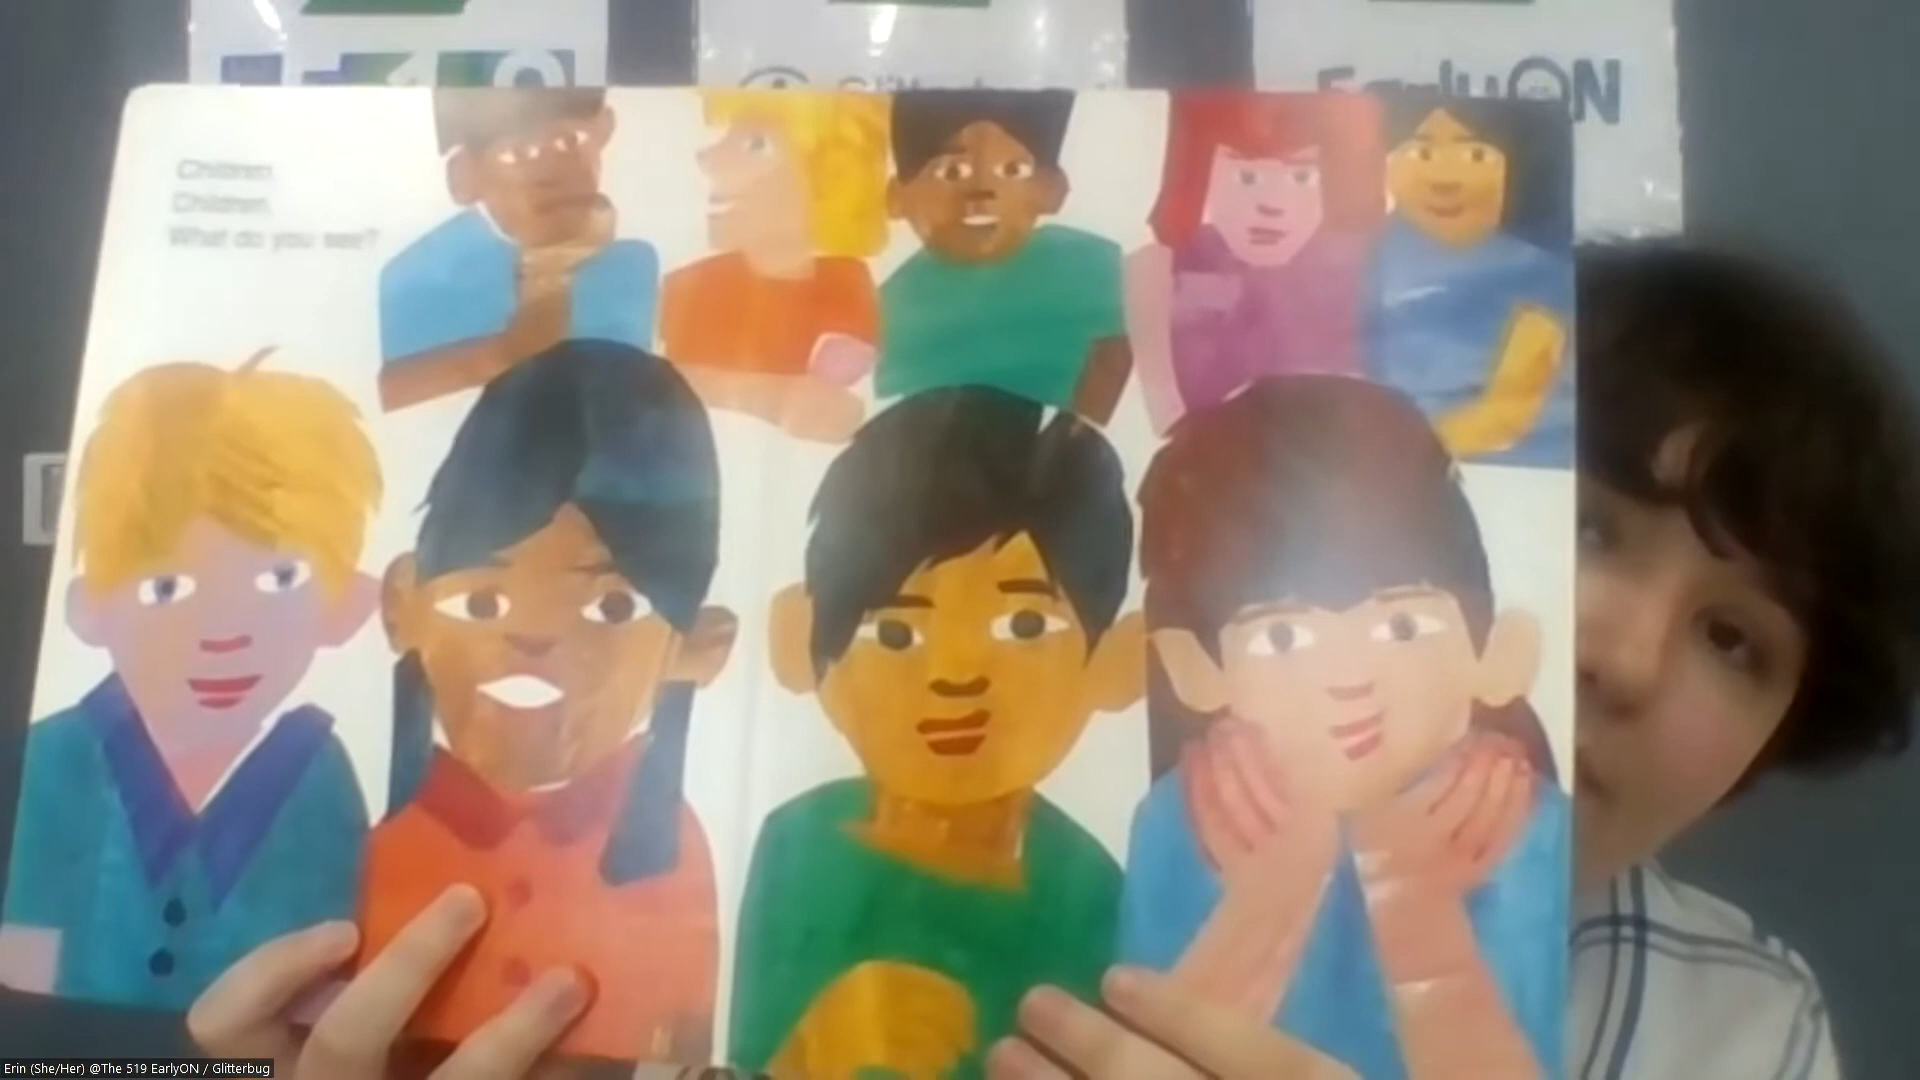 EarlyON
Children,
Children,
What do you see?
Erin (She/Her) @The 519 EarlyON / Glitterbug